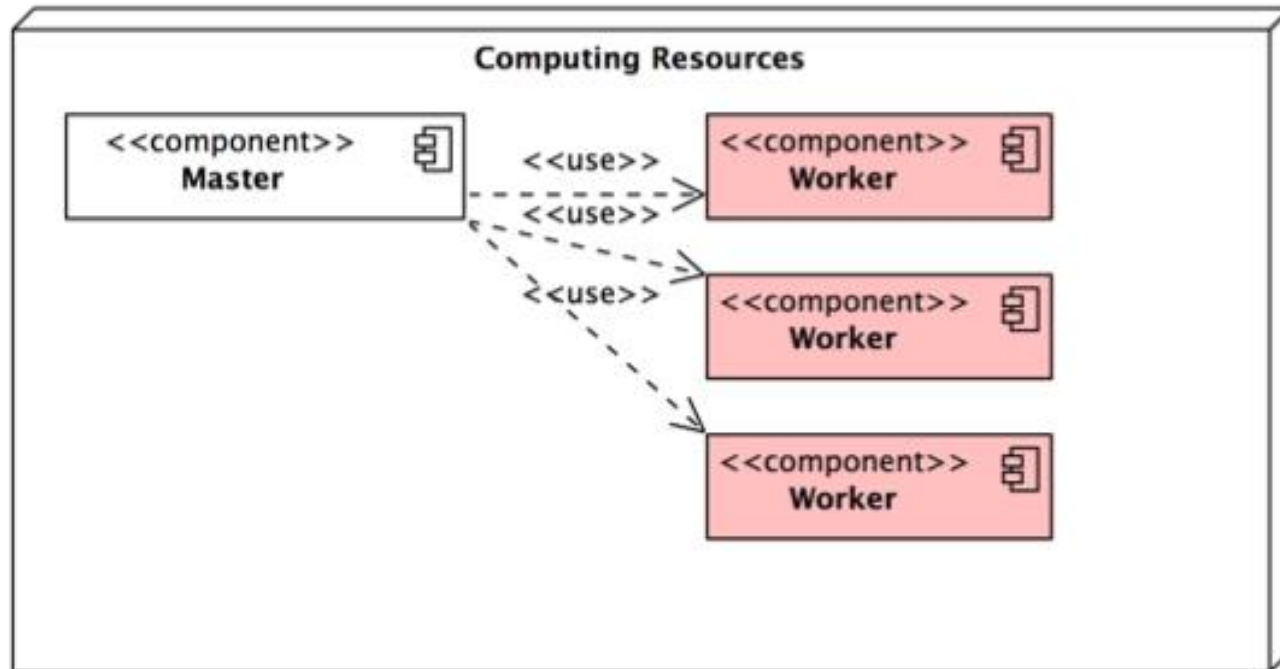 Computing Resources
<<component>>
Master
<<use>>
<<component>>
Worker
<<use>>
<<component>>
Worker
<<use>>
<<component>>
Worker